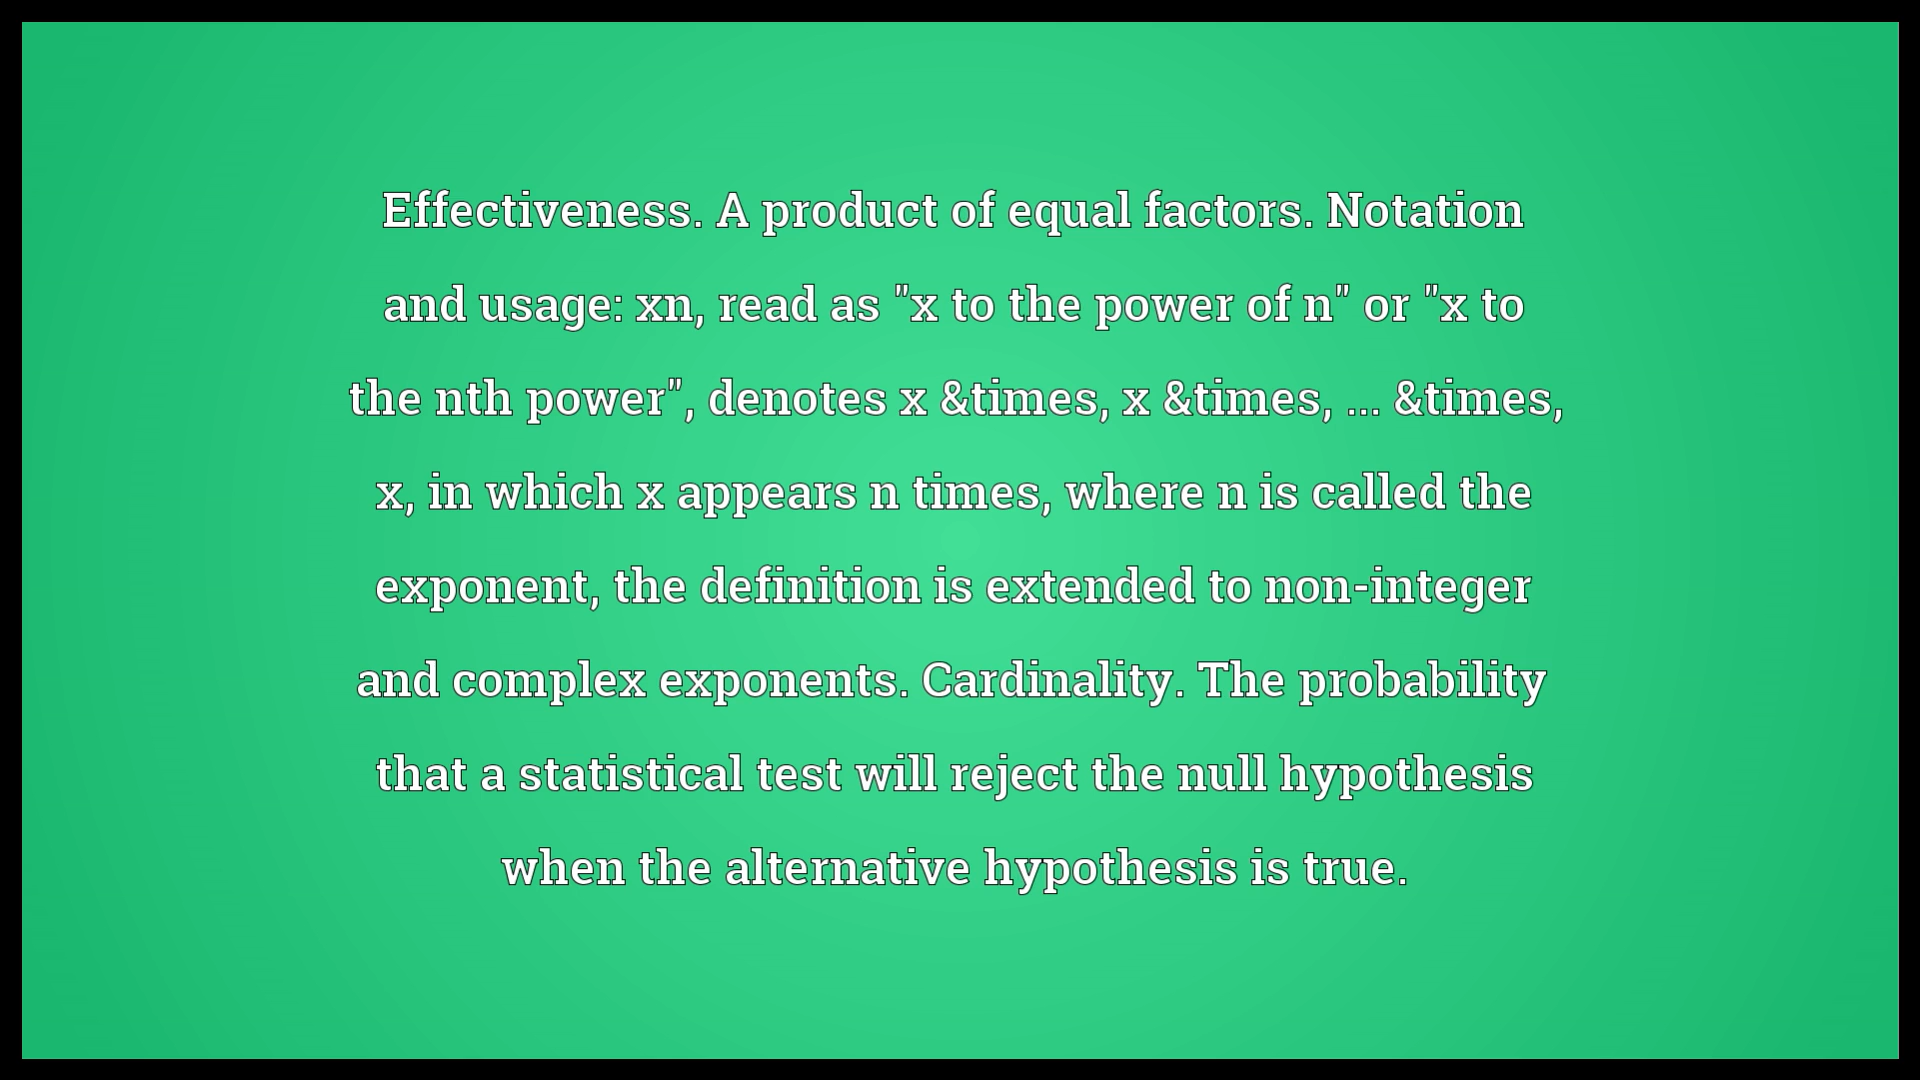 Effectiveness. A product of equal factors. Notation
and usage: xn, read as "x to the power of n" or "x to
the nth power", denotes x &times, x &times, ... &times,
x, in which x appears n times, where n is called the
exponent, the definition is extended to non-integer
and complex exponents. Cardinality. The probability
that a statistical test will reject the null hypothesis
when the alternative hypothesis is true.